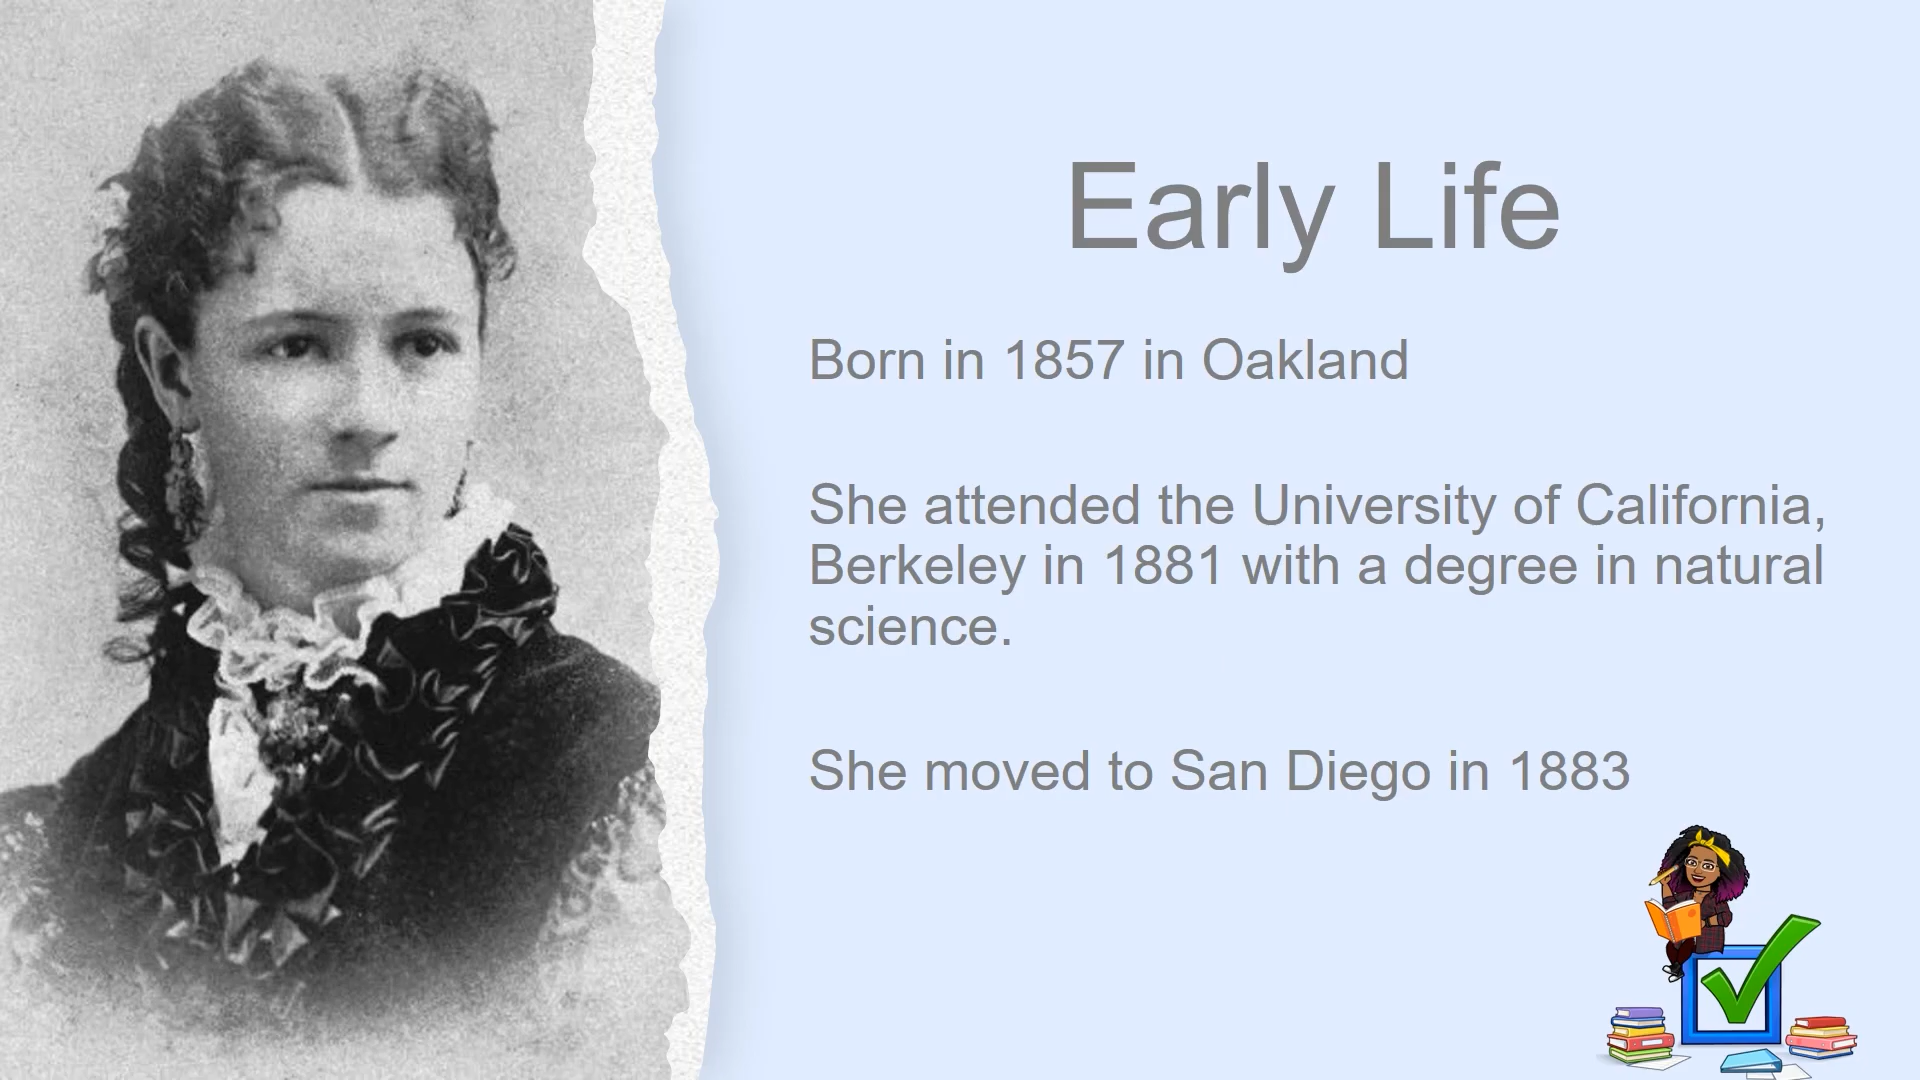 Early Life
Born in 1857 in Oakland
She attended the University of California,
Berkeley in 1881 with a degree in natural
science.
She moved to San Diego in 1883